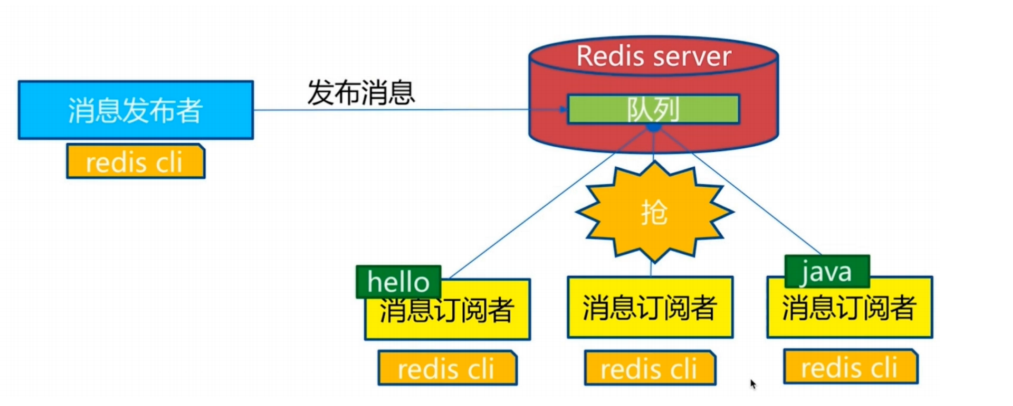 Redis server
消息发布者
发布消息
队列
redis cli
抢
hello
java
消息订阅者
消息订阅者
消息订阅者
redis cli
redis cli
redis cli